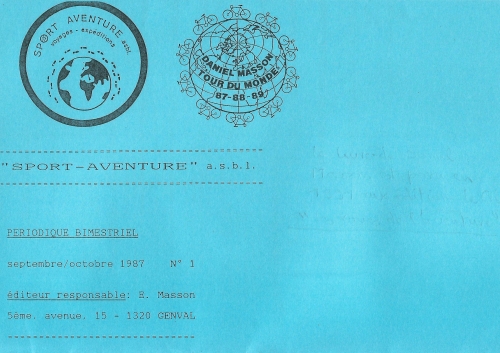 SPORT AVENTURE asbl
voyages - expeditions
DANIEL MASSON
TOUR DU MONDE
'87-88-89'
"SPORT-AVENTURE" a.s.b.l.
PERIODIQUE BIMESTRIEL
septembre/octobre 1987 N° 1
éditeur responsable: E. Masson
5ème. avenue. 15 - 1320 GENVAL